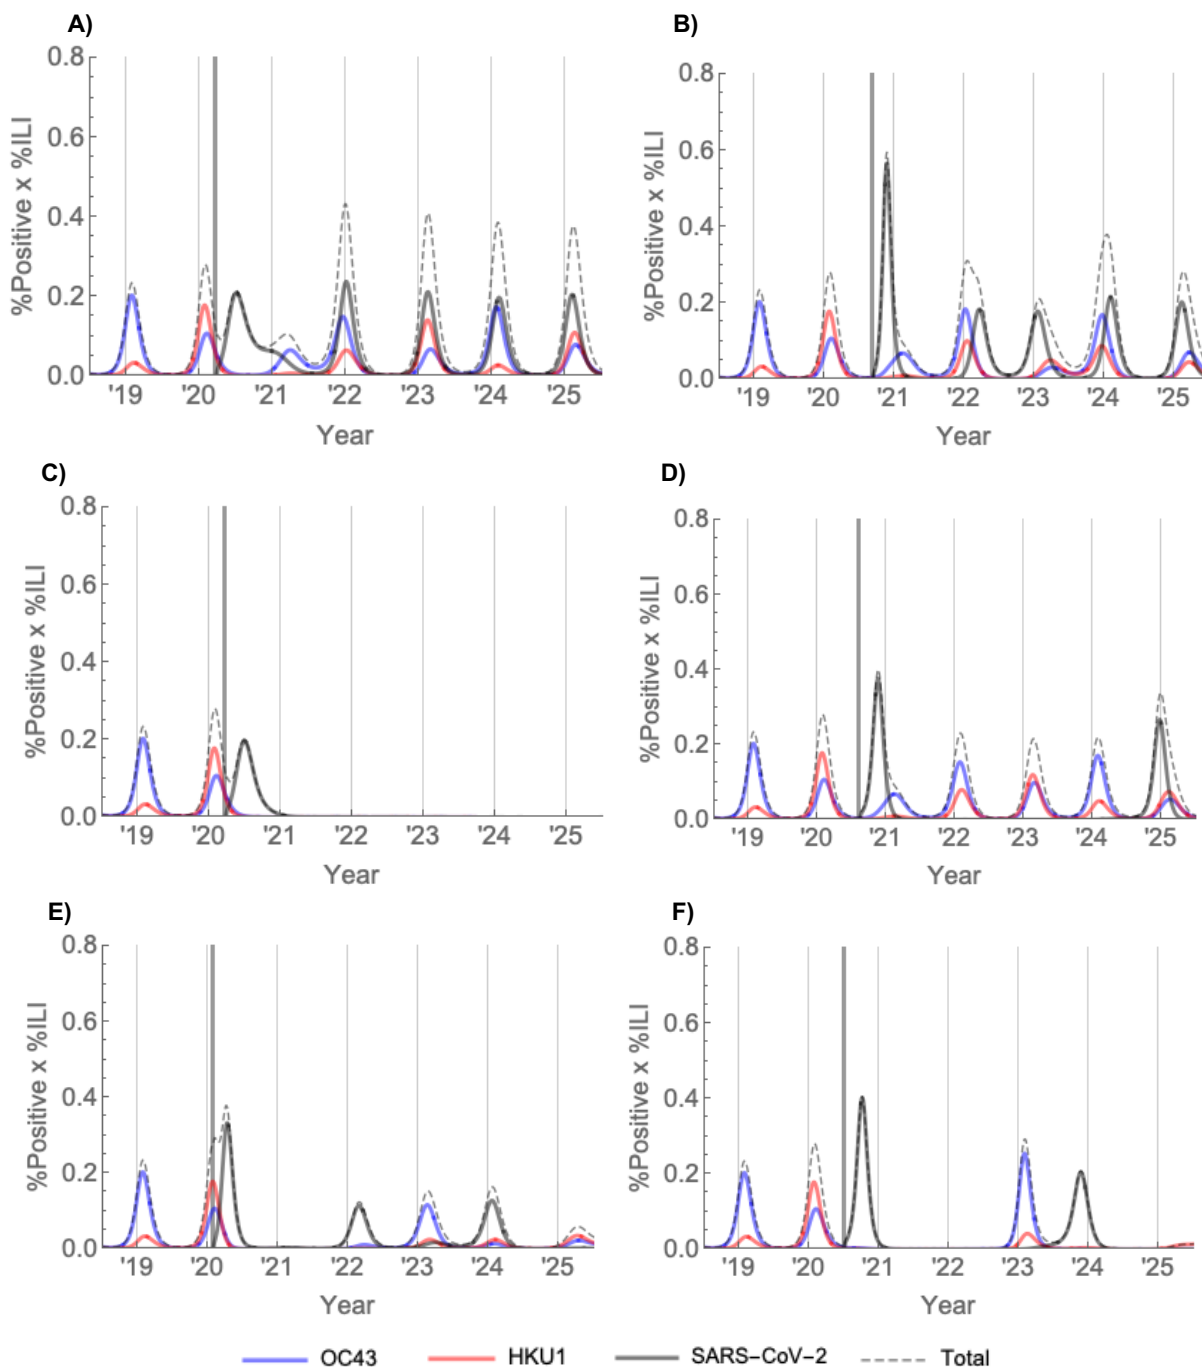 A)
0.8
0.6
0.4
0.2
0.0
%Positive x %ILI
'19 '20 '21 '22 '23 '24 '25
Year
B)
0.8
0.6
0.4
0.2
0.0
%Positive x %ILI
'19 '20 '21 '22 '23 '24 '25
Year
C)
0.8
0.6
0.4
0.2
0.0
%Positive x %ILI
'19 '20 '21 '22 '23 '24 '25
Year
D)
0.8
0.6
0.4
0.2
0.0
%Positive x %ILI
'19 '20 '21 '22 '23 '24 '25
Year
E)
0.8
0.6
0.4
0.2
0.0
%Positive x %ILI
'19 '20 '21 '22 '23 '24 '25
Year
F)
0.8
0.6
0.4
0.2
0.0
%Positive x %ILI
'19 '20 '21 '22 '23 '24 '25
Year
OC43 HKU1 SARS−CoV−2 Total